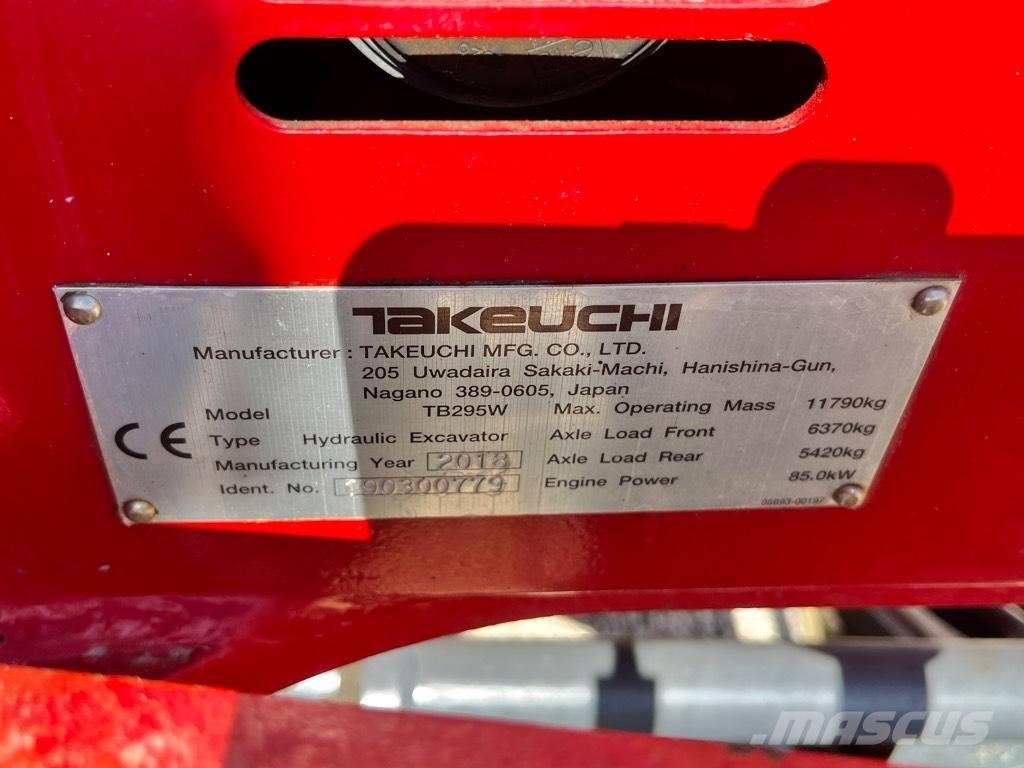 TAKEUCHI
Manufacturer : TAKEUCHI MFG. CO., LTD.
205 Uwadaira Sakaki-Machi, Hanishina-Gun,
Nagano 389-0605, Japan
Model TB295W Max. Operating Mass 11790kg
Type Hydraulic Excavator Axle Load Front 6370kg
Manufacturing Year 2018 Axle Load Rear 5420kg
Ident. No. 190300779 Engine Power 85.0kW
CE
05693-00197
MASCUS